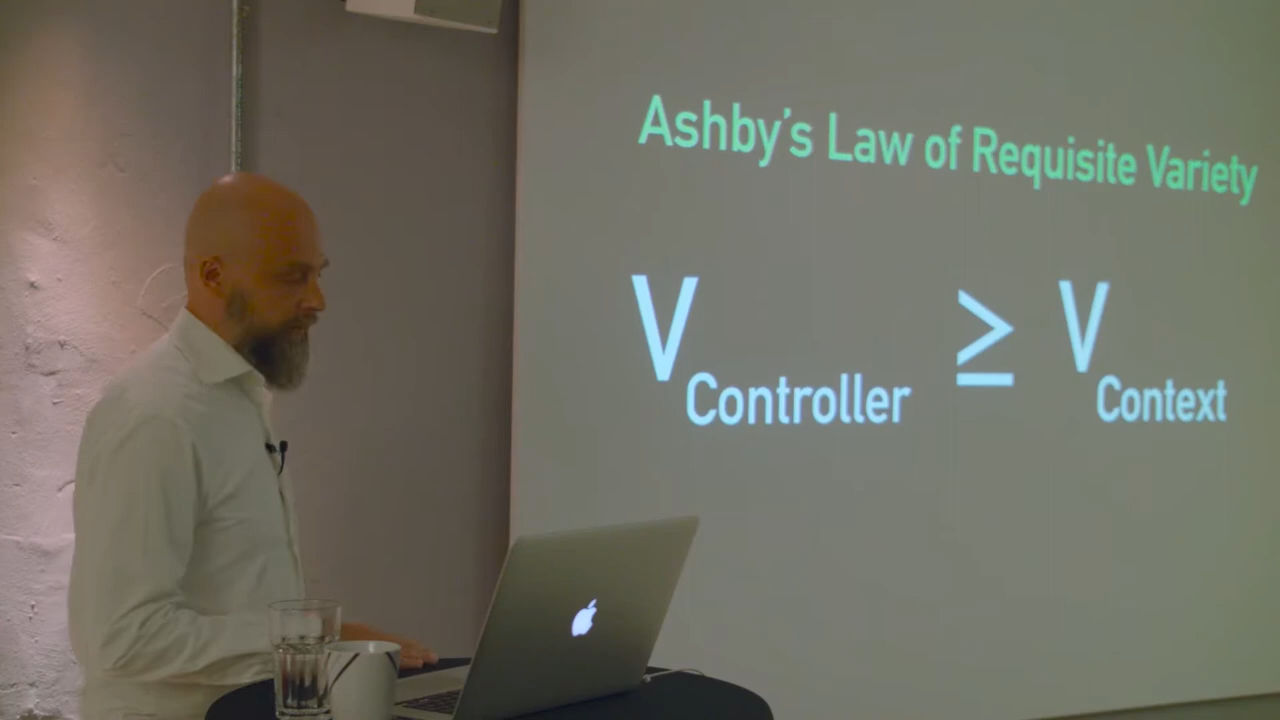 Ashby's Law of Requisite Variety
V Controller ≥ V Context